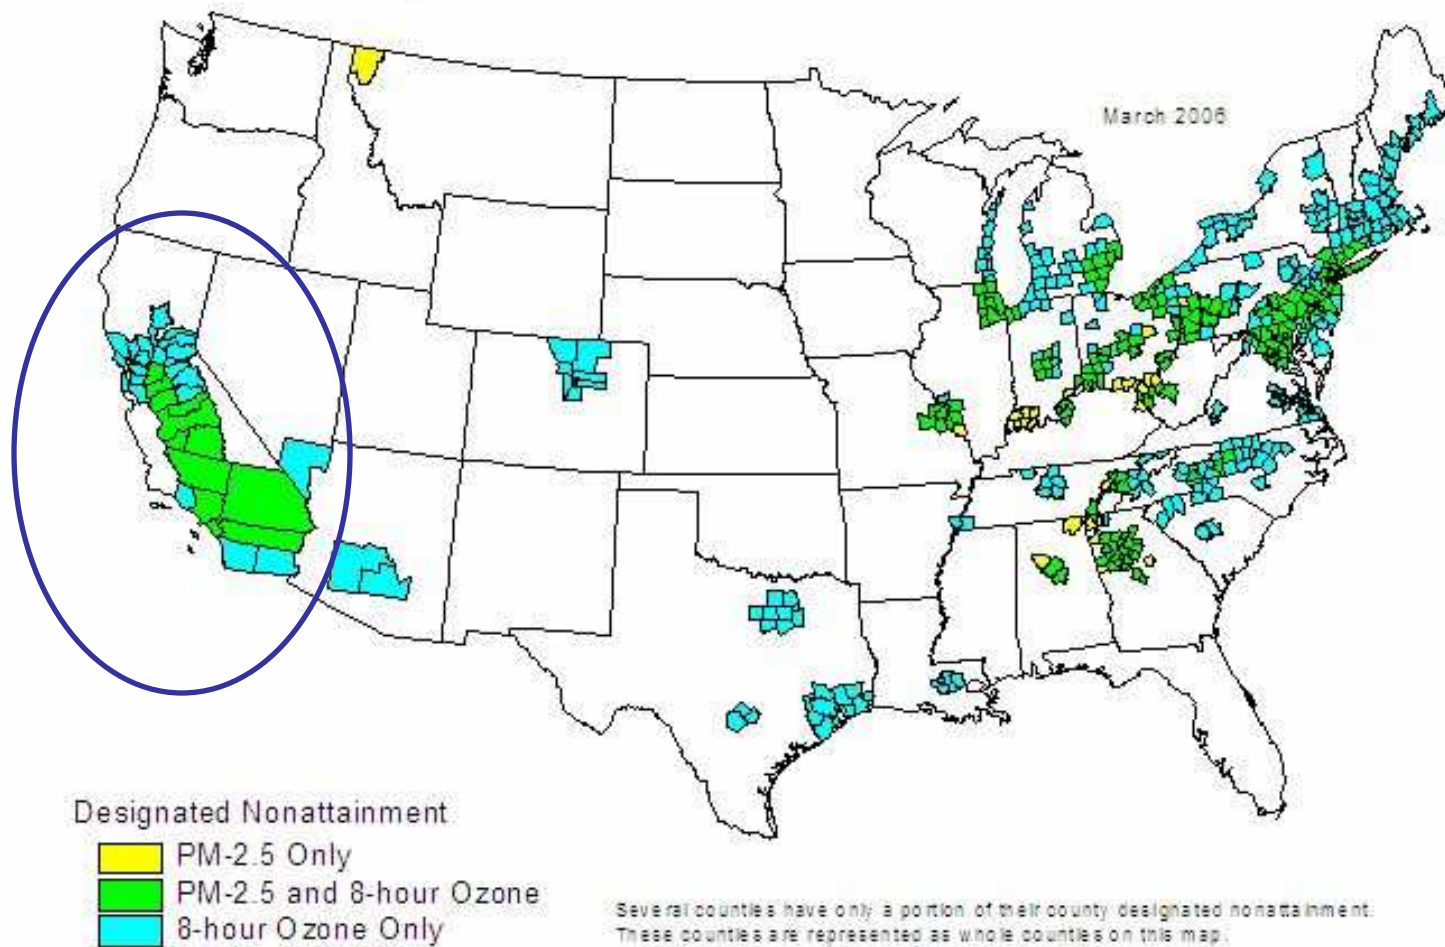 March 2006
Designated Nonattainment
PM-2.5 Only
PM-2.5 and 8-hour Ozone
8-hour Ozone Only
Several counties have only a portion of their county designated nonattainment.
These counties are represented as whole counties on this map.